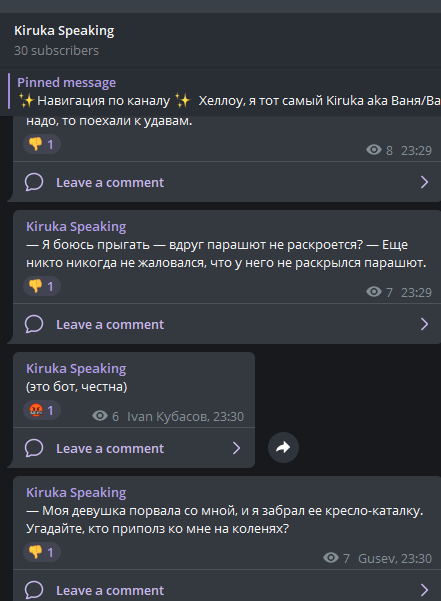 Kiruka Speaking
30 subscribers
Pinned message
✨Навигация по каналу ✨ Хеллоу, я тот самый Kiruka aka Ваня/Ва
надо, то поехали к удавам.
👎 1
8 23:29
Leave a comment
Kiruka Speaking
— Я боюсь прыгать — вдруг парашют не раскроется? — Еще
никто никогда не жаловался, что у него не раскрылся парашют.
👎 1
7 23:29
Leave a comment
Kiruka Speaking
(это бот, честна)
🤬 1
6 Ivan Кубасов, 23:30
Leave a comment
Kiruka Speaking
— Моя девушка порвала со мной, и я забрал ее кресло-каталку.
Угадайте, кто приполз ко мне на коленях?
👎 1
7 Gusev, 23:30
Leave a comment